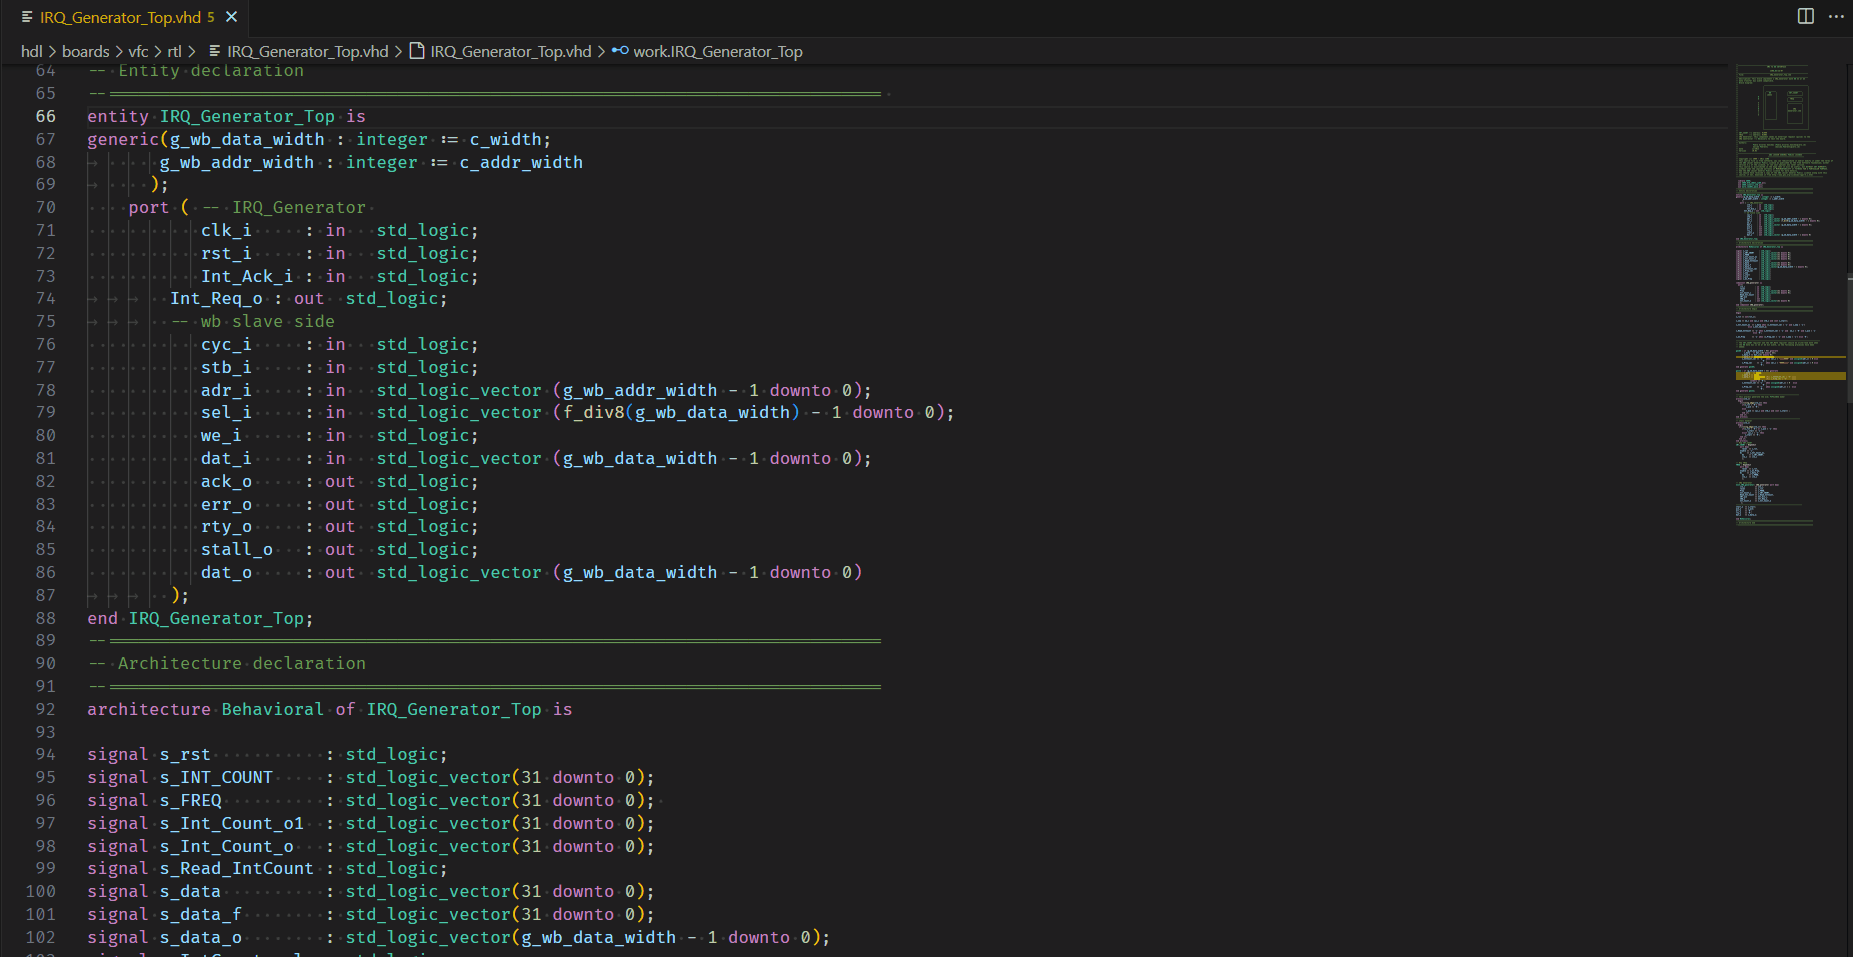 IRQ_Generator_Top.vhd 5
hdl > boards > vfc > rtl > IRQ_Generator_Top.vhd > IRQ_Generator_Top.vhd > work.IRQ_Generator_Top
64 -- Entity declaration
65 --===========================================================================
66 entity IRQ_Generator_Top is
67 generic(g_wb_data_width : integer := c_width;
68 g_wb_addr_width : integer := c_addr_width
69 );
70 port ( -- IRQ_Generator
71 clk_i : in std_logic;
72 rst_i : in std_logic;
73 Int_Ack_i : in std_logic;
74 Int_Req_o : out std_logic;
75 -- wb slave side
76 cyc_i : in std_logic;
77 stb_i : in std_logic;
78 adr_i : in std_logic_vector (g_wb_addr_width - 1 downto 0);
79 sel_i : in std_logic_vector (f_div8(g_wb_data_width) - 1 downto 0);
80 we_i : in std_logic;
81 dat_i : in std_logic_vector (g_wb_data_width - 1 downto 0);
82 ack_o : out std_logic;
83 err_o : out std_logic;
84 rty_o : out std_logic;
85 stall_o : out std_logic;
86 dat_o : out std_logic_vector (g_wb_data_width - 1 downto 0)
87 );
88 end IRQ_Generator_Top;
89 --===========================================================================
90 -- Architecture declaration
91 --===========================================================================
92 architecture Behavioral of IRQ_Generator_Top is
93
94 signal s_rst : std_logic;
95 signal s_INT_COUNT : std_logic_vector(31 downto 0);
96 signal s_FREQ : std_logic_vector(31 downto 0);
97 signal s_Int_Count_o1 : std_logic_vector(31 downto 0);
98 signal s_Int_Count_o : std_logic_vector(31 downto 0);
99 signal s_Read_IntCount : std_logic;
100 signal s_data : std_logic_vector(31 downto 0);
101 signal s_data_f : std_logic_vector(31 downto 0);
102 signal s_data_o : std_logic_vector(g_wb_data_width - 1 downto 0);